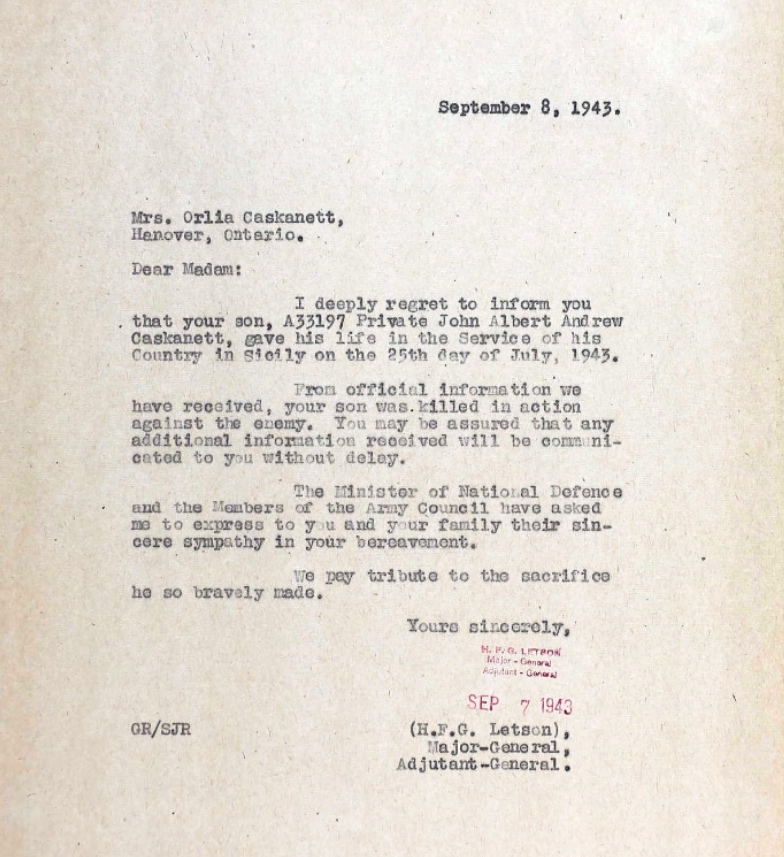 September 8, 1943.
Mrs. Orlia Caskanett,
Hanover, Ontario.
Dear Madam:
I deeply regret to inform you
that your son, A33197 Private John Albert Andrew
Caskanett, gave his life in the Service of his
Country in Sicily on the 25th day of July, 1943.
From official information we
have received, your son was killed in action
against the enemy. You may be assured that any
additional information received will be communi-
cated to you without delay.
The Minister of National Defence
and the Members of the Army Council have asked
me to express to you and your family their sin-
cere sympathy in your bereavement.
We pay tribute to the sacrifice
he so bravely made.
Yours sincerely,
H. F. G. LETSON
Major - General
Adjutant - General
SEP 7 1943
GR/SJR
(H.F.G. Letson),
Major-General,
Adjutant-General.